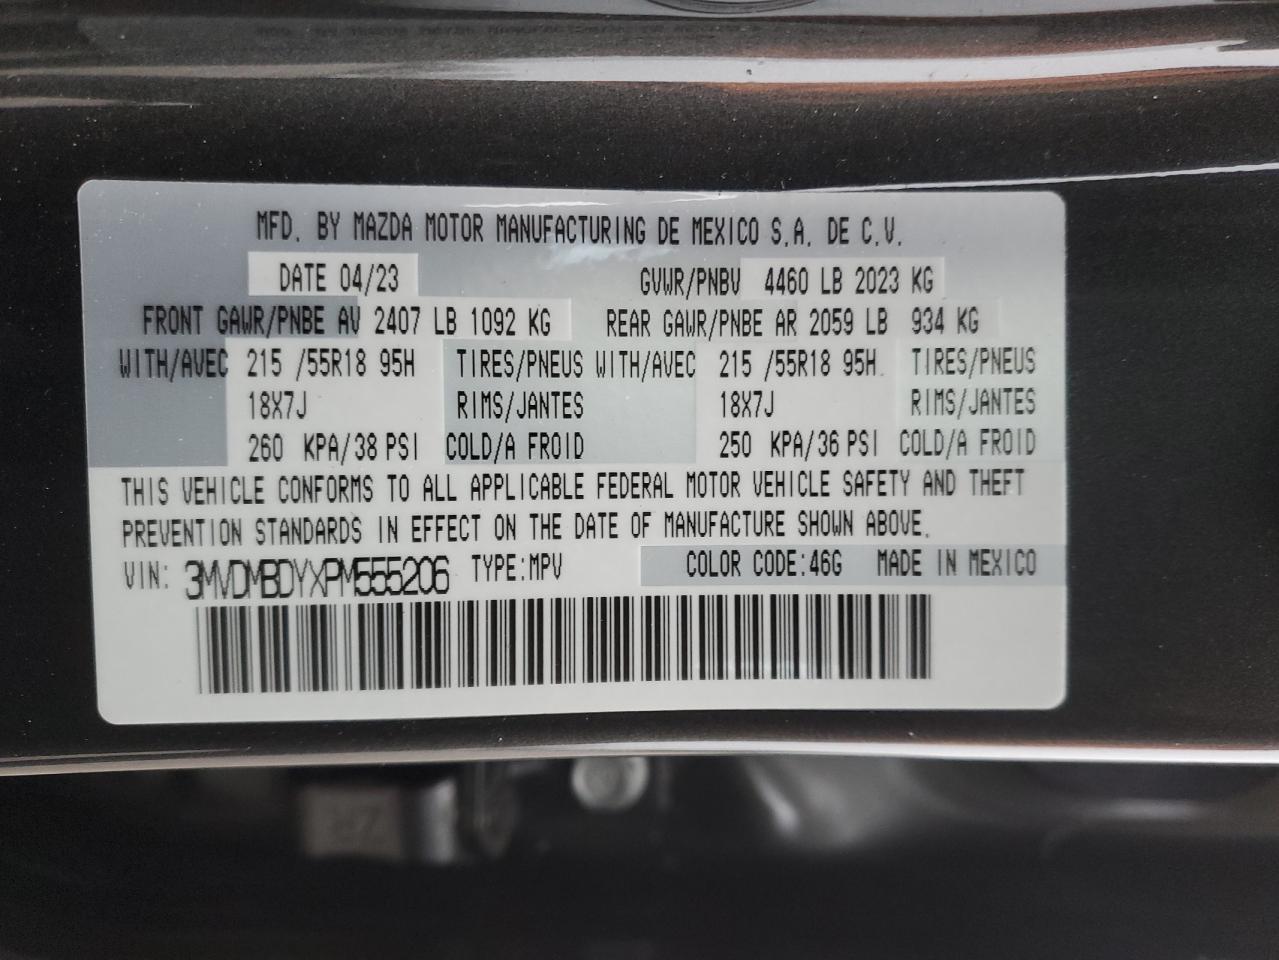 MFD. BY MAZDA MOTOR MANUFACTURING DE MEXICO S.A. DE C.V.
DATE 04/23 GVWR/PNBV 4460 LB 2023 KG
FRONT GAWR/PNBE AV 2407 LB 1092 KG REAR GAWR/PNBE AR 2059 LB 934 KG
WITH/AVEC 215 /55R18 95H TIRES/PNEUS WITH/AVEC 215 /55R18 95H TIRES/PNEUS
18X7J RIMS/JANTES 18X7J RIMS/JANTES
260 KPA/38 PSI COLD/A FROID 250 KPA/36 PSI COLD/A FROID
THIS VEHICLE CONFORMS TO ALL APPLICABLE FEDERAL MOTOR VEHICLE SAFETY AND THEFT
PREVENTION STANDARDS IN EFFECT ON THE DATE OF MANUFACTURE SHOWN ABOVE.
VIN: 3MVDMBDYXPM555206 TYPE:MPV COLOR CODE:46G MADE IN MEXICO